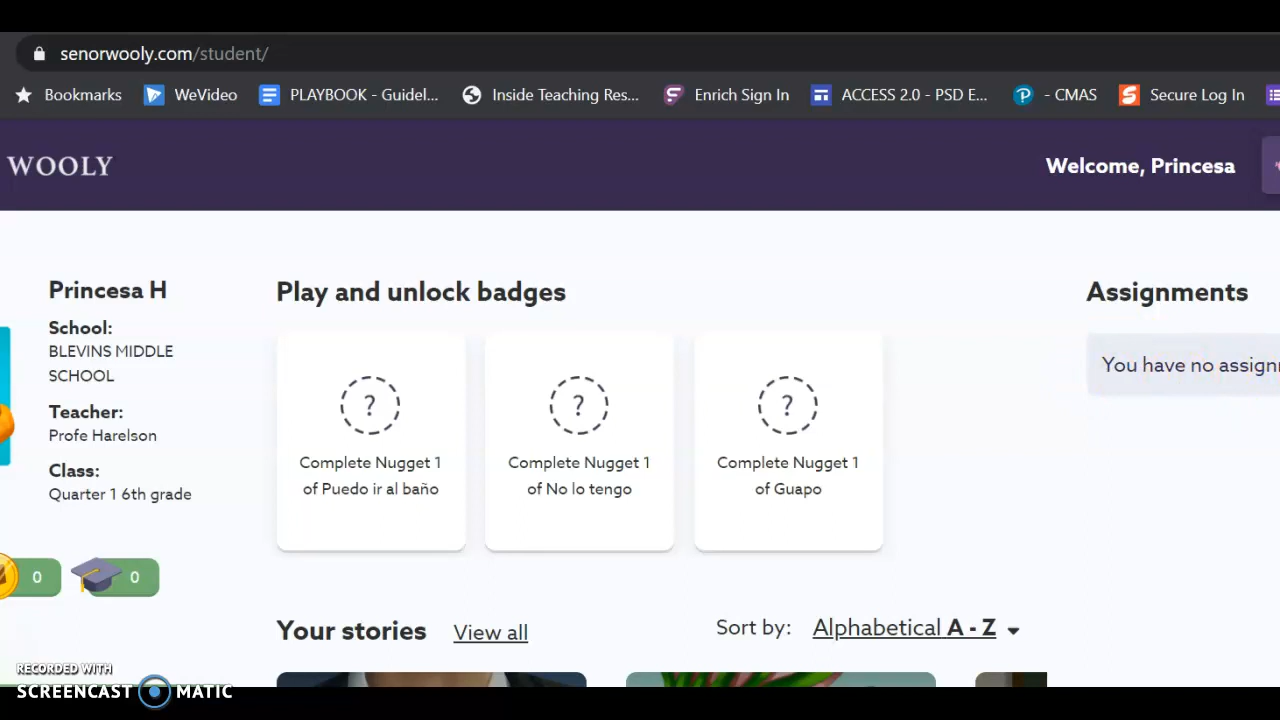 senorwooly.com/student/
Bookmarks WeVideo PLAYBOOK - Guidel... Inside Teaching Res... Enrich Sign In ACCESS 2.0 - PSD E... - CMAS Secure Log In
WOOLY
Welcome, Princesa
Princesa H
School:
BLEVINS MIDDLE
SCHOOL
Teacher:
Profe Harelson
Class:
Quarter 1 6th grade
0 0
Play and unlock badges
?
Complete Nugget 1
of Puedo ir al baño
?
Complete Nugget 1
of No lo tengo
?
Complete Nugget 1
of Guapo
Assignments
You have no
Your stories View all
Sort by: Alphabetical A - Z
RECORDED WITH
SCREENCAST MATIC